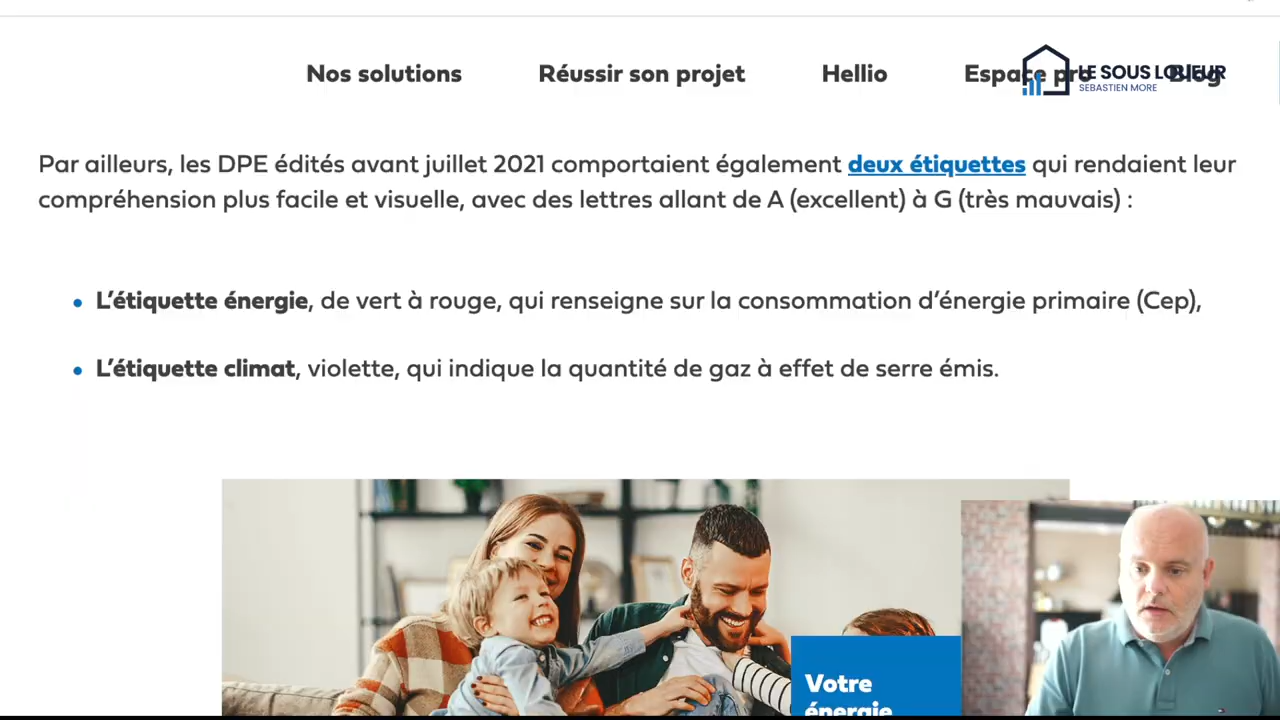 Nos solutions
Réussir son projet
Hellio
Espace pro
Blog
LE SOUS LOUEUR
SEBASTIEN MORE
Par ailleurs, les DPE édités avant juillet 2021 comportaient également deux étiquettes qui rendaient leur
compréhension plus facile et visuelle, avec des lettres allant de A (excellent) à G (très mauvais) :
L’étiquette énergie, de vert à rouge, qui renseigne sur la consommation d’énergie primaire (Cep),
L’étiquette climat, violette, qui indique la quantité de gaz à effet de serre émis.
Votre
énergie